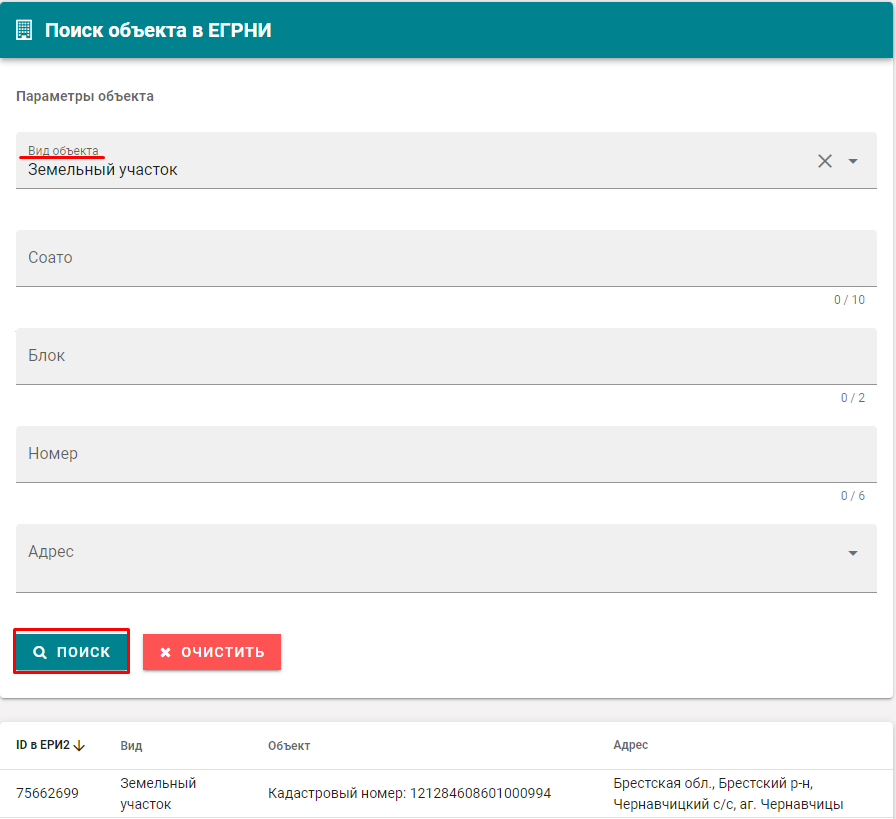 Поиск объекта в ЕГРНИ
Параметры объекта
Вид объекта
Земельный участок
Соато
0 / 10
Блок
0 / 2
Номер
0 / 6
Адрес
ПОИСК
ОЧИСТИТЬ
ID в ЕРИ2 Вид Объект Адрес
75662699 Земельный участок Кадастровый номер: 121284608601000994 Брестская обл., Брестский р-н,
Чернавчицкий с/с, аг. Чернавчицы